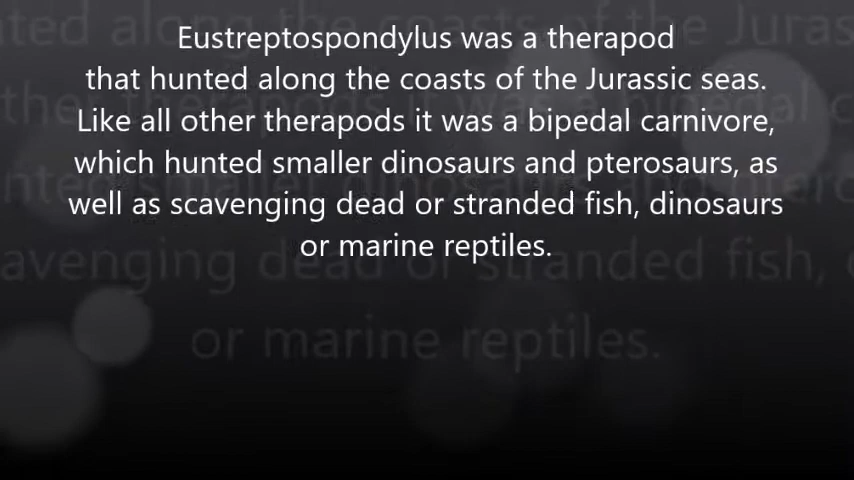 Eustreptospondylus was a therapod
that hunted along the coasts of the Jurassic seas.
Like all other therapods it was a bipedal carnivore,
which hunted smaller dinosaurs and pterosaurs, as
well as scavenging dead or stranded fish, dinosaurs
or marine reptiles.